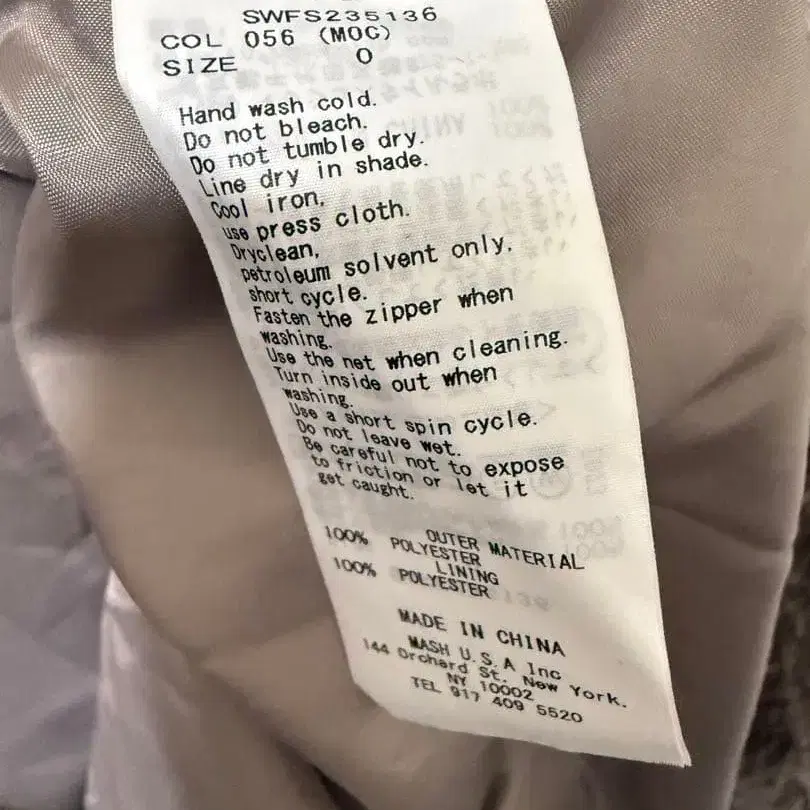 SWFS235136
COL 056 (MOC)
SIZE 0
Hand wash cold.
Do not bleach.
Do not tumble dry.
Line dry in shade.
Cool iron,
use press cloth.
Dryclean,
petroleum solvent only,
short cycle.
Fasten the zipper when
washing.
Use the net when cleaning.
Turn inside out when
washing.
Use a short spin cycle.
Do not leave wet.
Be careful not to expose
to friction or let it
get caught.
OUTER MATERIAL
100% POLYESTER
LINING
100% POLYESTER
MADE IN CHINA
MASH U.S.A Inc
144 Orchard St. New York.
NY 10002
TEL 917 409 5520